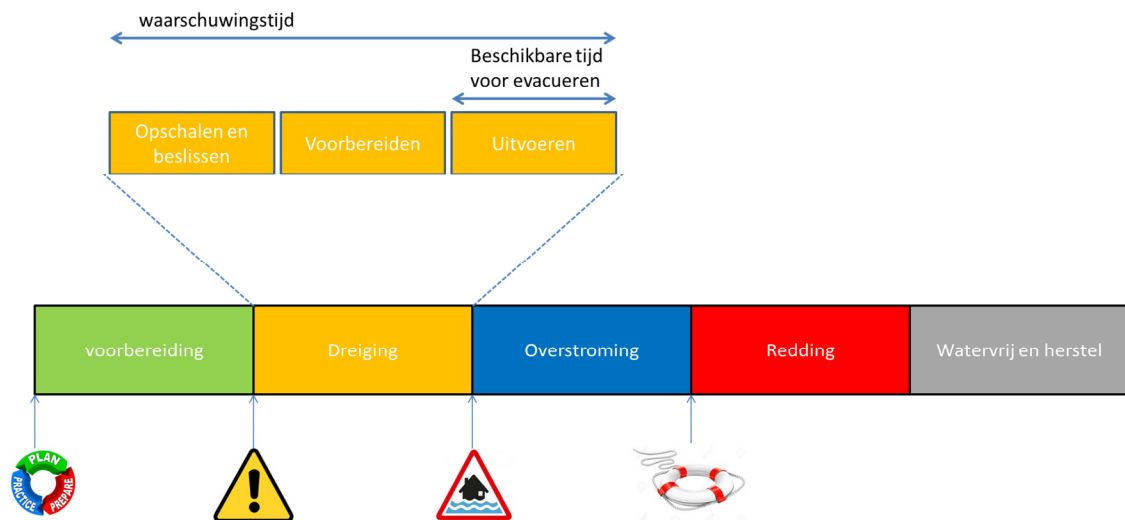 waarschuwingstijd
Beschikbare tijd
voor evacueren
Opschalen en
beslissen
Voorbereiden
Uitvoeren
voorbereiding
Dreiging
Overstroming
Redding
Watervrij en herstel
PLAN
PRACTICE
PREPARE